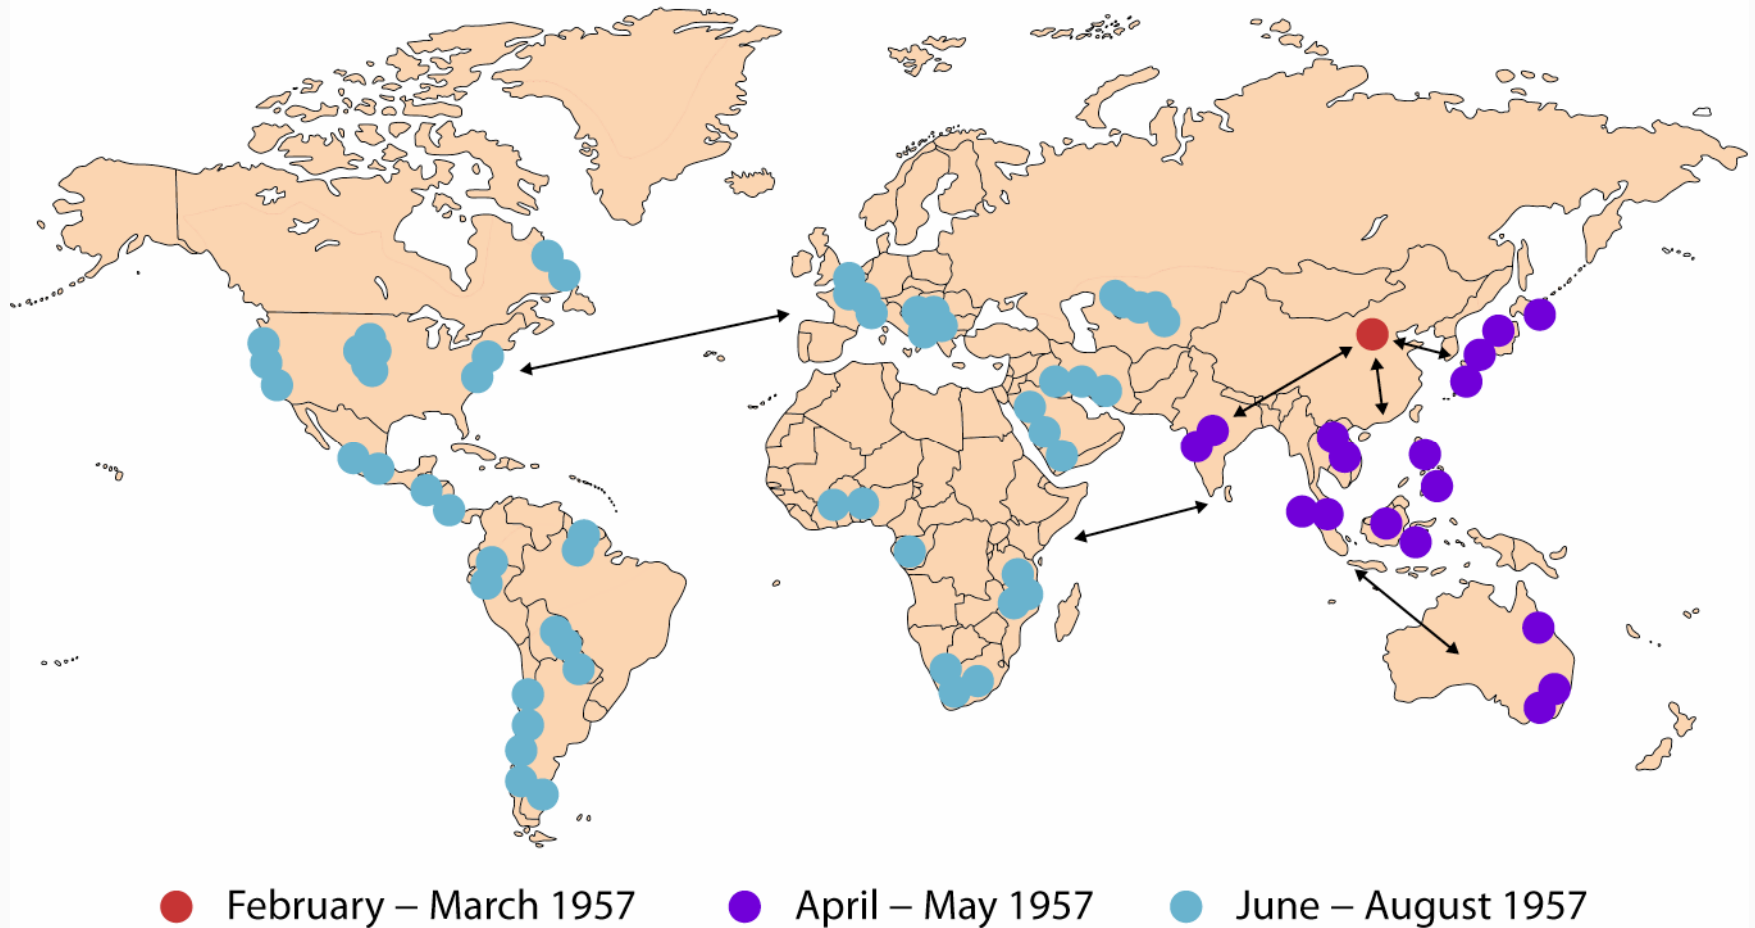 February – March 1957 April – May 1957 June – August 1957